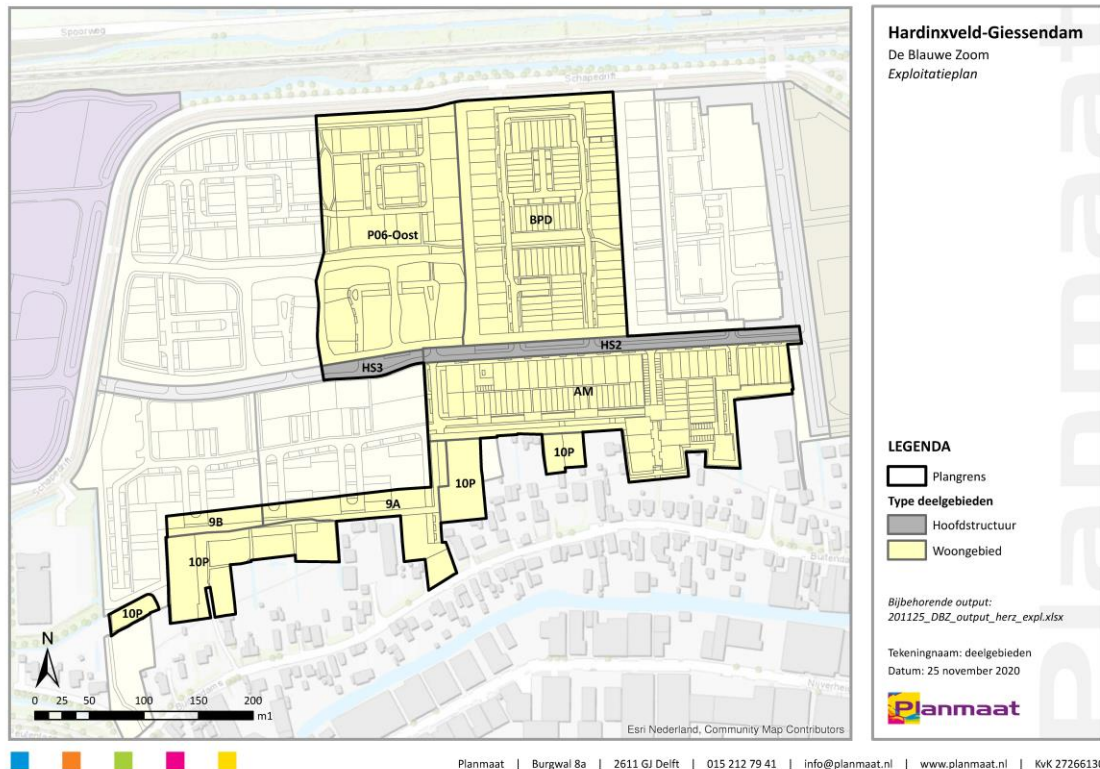 Hardinxveld-Giessendam
De Blauwe Zoom
Exploitatieplan
Spoorweg
Schapedrift
P06-Oost
BPD
HS2
HS3
AM
10P
10P
9A
9B
10P
10P
Schapedrift
Buitenda
N
0 25 50 100 150 200
m1
Esri Nederland, Community Map Contributors
LEGENDA
Plangrens
Type deelgebieden
Hoofdstructuur
Woongebied
Bijbehorende output:
201125_DBZ_output_herz_expl.xlsx
Tekeningnaam: deelgebieden
Datum: 25 november 2020
Planmaat
Planmaat
Planmaat | Burgwal 8a | 2611 GJ Delft | 015 212 79 41 | info@planmaat.nl | www.planmaat.nl | KvK 2726613